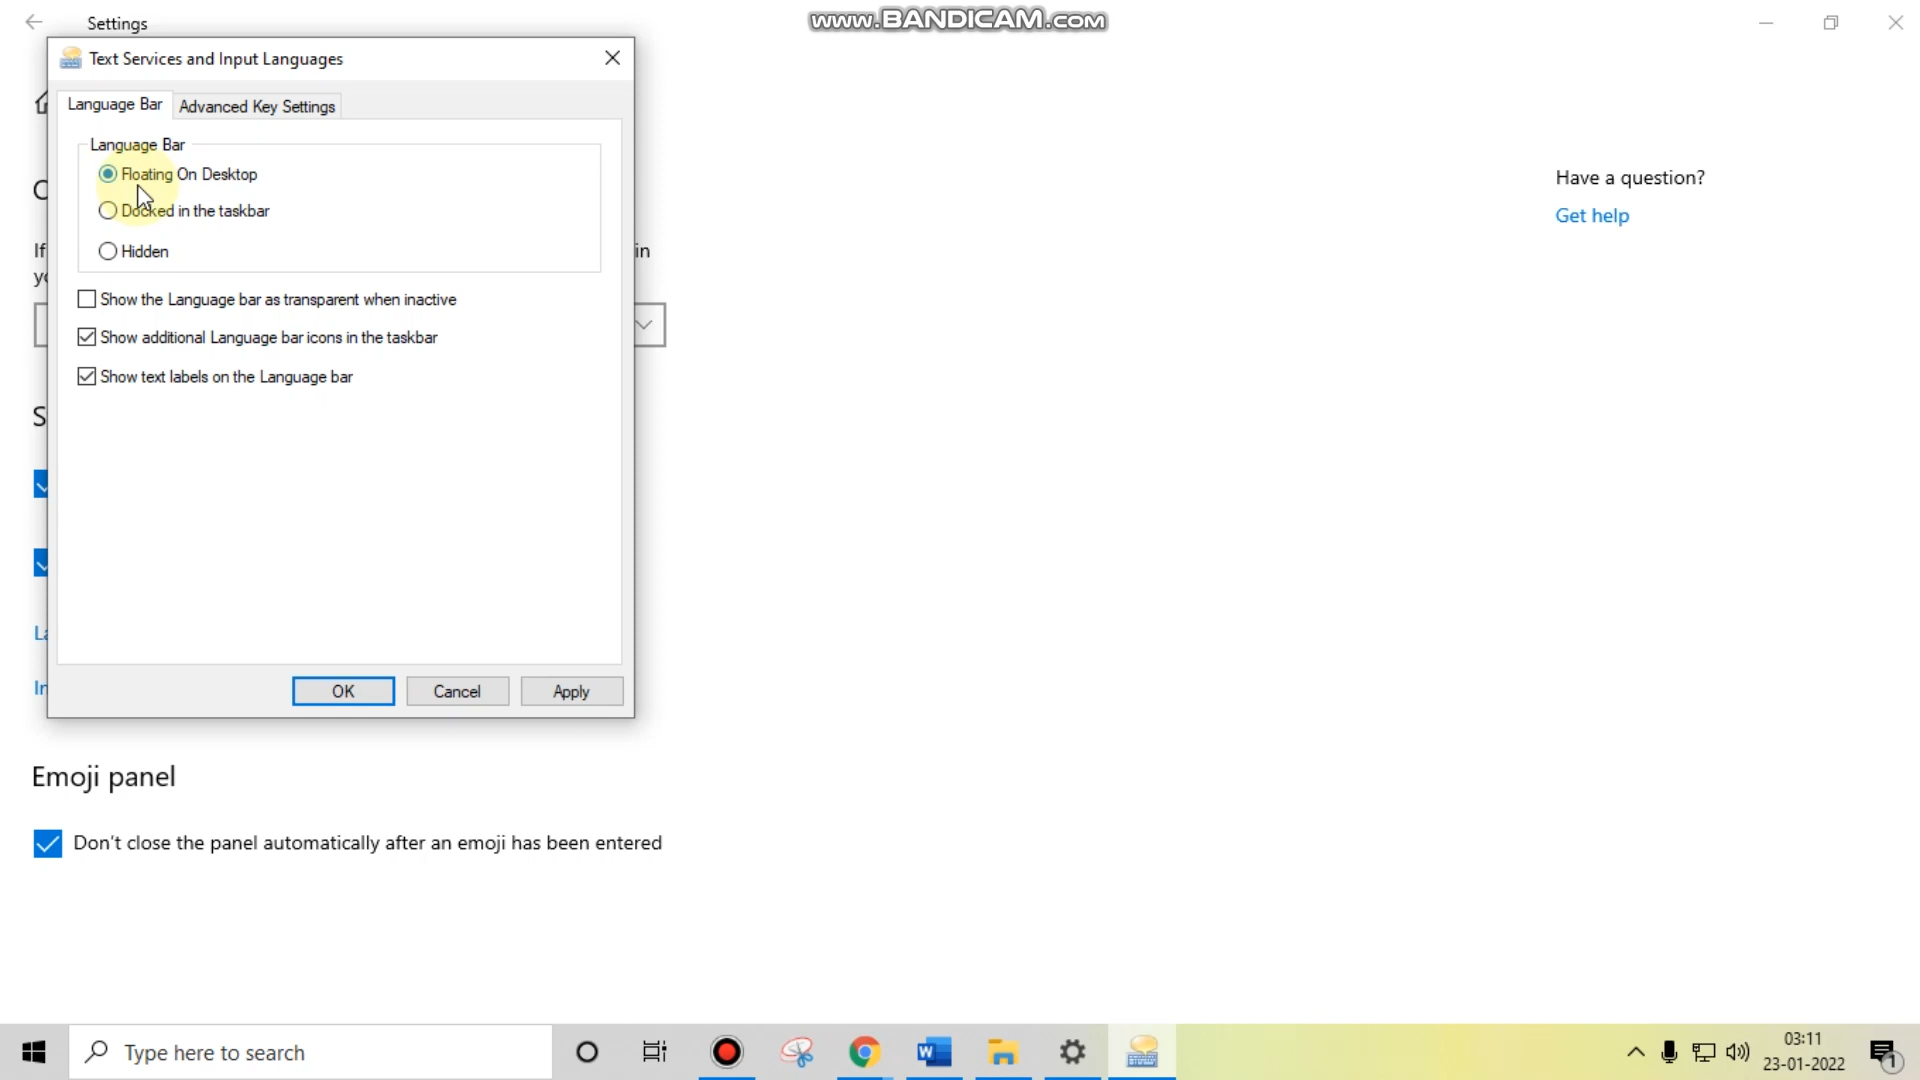 Settings
www.BANDICAM.com
Text Services and Input Languages
Language Bar
Advanced Key Settings
Language Bar
Floating On Desktop
Docked in the taskbar
Hidden
Show the Language bar as transparent when inactive
Show additional Language bar icons in the taskbar
Show text labels on the Language bar
OK
Cancel
Apply
in
Have a question?
Get help
Emoji panel
Don't close the panel automatically after an emoji has been entered
Type here to search
03:11
23-01-2022
1